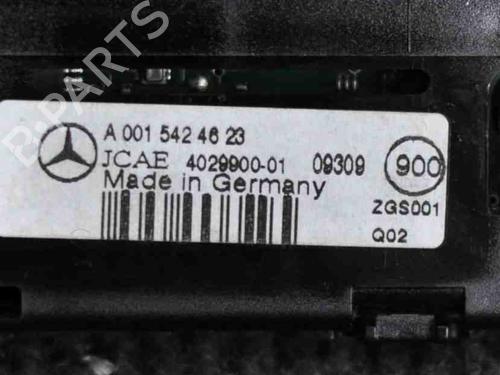 B-PARTS
A 001 542 46 23
JCAE 4029900-01 09309 900
Made in Germany
ZGS001
Q02